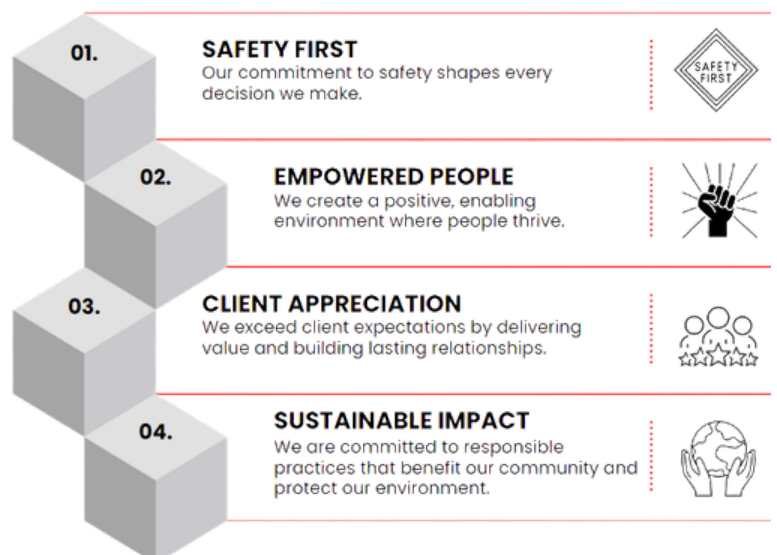 01.
SAFETY FIRST
Our commitment to safety shapes every
decision we make.
SAFETY
FIRST
02.
EMPOWERED PEOPLE
We create a positive, enabling
environment where people thrive.
03.
CLIENT APPRECIATION
We exceed client expectations by delivering
value and building lasting relationships.
04.
SUSTAINABLE IMPACT
We are committed to responsible
practices that benefit our community and
protect our environment.